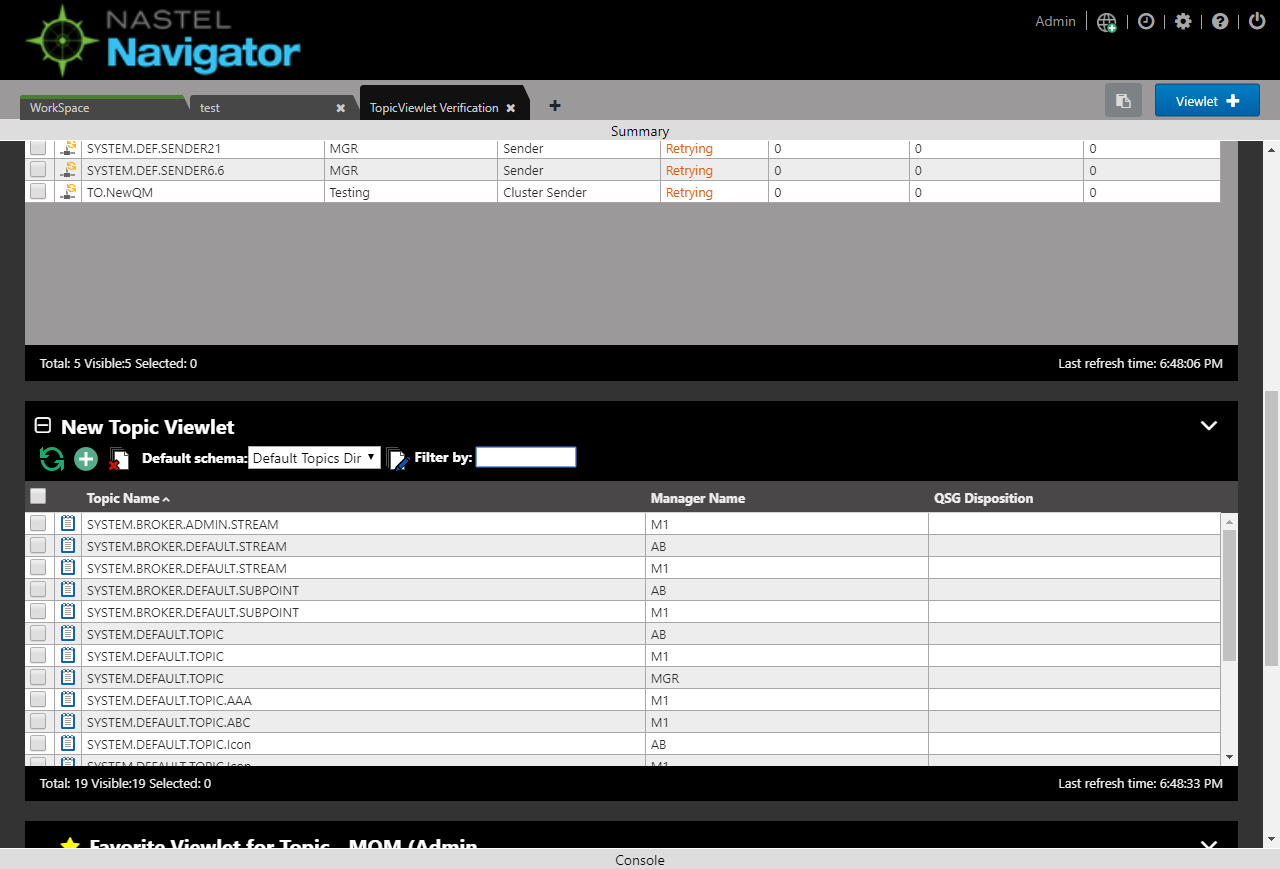 NASTEL
Navigator
Admin
WorkSpace
test
TopicViewlet Verification
Viewlet
Summary
SYSTEM.DEF.SENDER21 MGR Sender Retrying 0 0 0
SYSTEM.DEF.SENDER6.6 MGR Sender Retrying 0 0 0
TO.NewQM Testing Cluster Sender Retrying 0 0 0
Total: 5 Visible:5 Selected: 0 Last refresh time: 6:48:06 PM
New Topic Viewlet
Default schema: Default Topics Dir Filter by:
Topic Name Manager Name QSG Disposition
SYSTEM.BROKER.ADMIN.STREAM M1
SYSTEM.BROKER.DEFAULT.STREAM AB
SYSTEM.BROKER.DEFAULT.STREAM M1
SYSTEM.BROKER.DEFAULT.SUBPOINT AB
SYSTEM.BROKER.DEFAULT.SUBPOINT M1
SYSTEM.DEFAULT.TOPIC AB
SYSTEM.DEFAULT.TOPIC M1
SYSTEM.DEFAULT.TOPIC MGR
SYSTEM.DEFAULT.TOPIC.AAA M1
SYSTEM.DEFAULT.TOPIC.ABC M1
SYSTEM.DEFAULT.TOPIC.Icon AB
SYSTEM.DEFAULT.TOPIC.Icon M1
Total: 19 Visible:19 Selected: 0 Last refresh time: 6:48:33 PM
Favorite Viewlet for Topic - MQM (Admin
Console